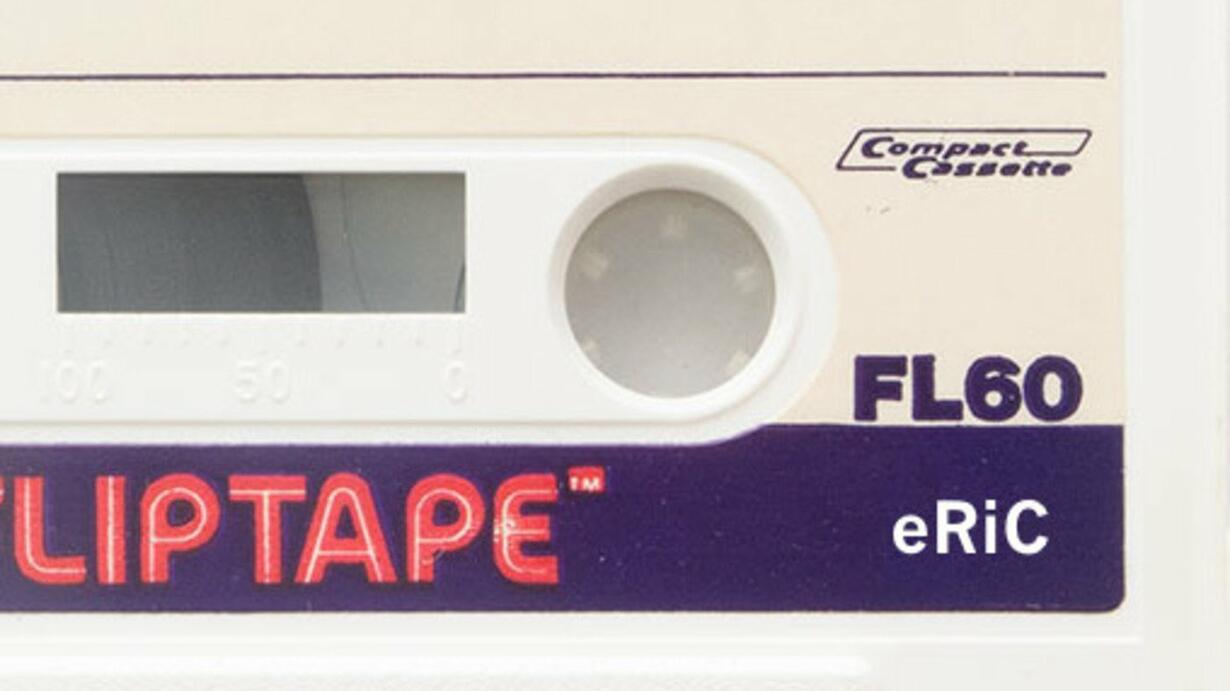 Compact
Cassette
100 50 0
FL60
LIPTAPE™
eRiC